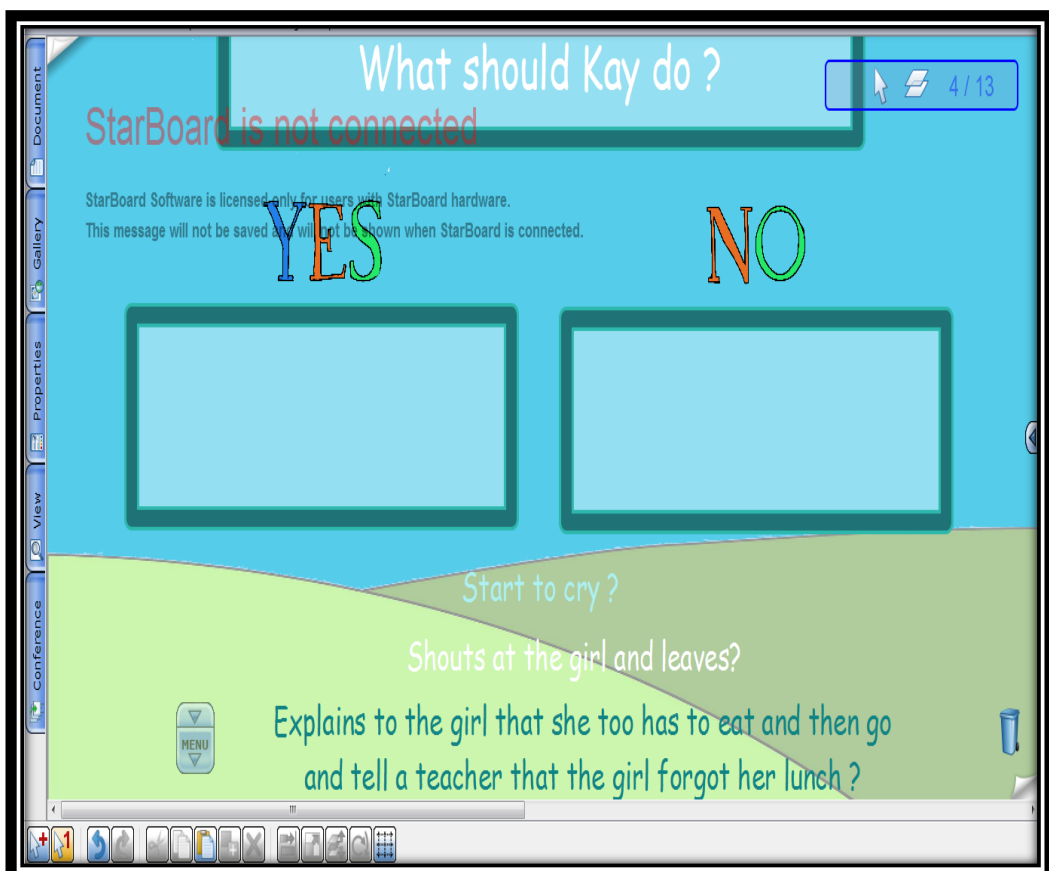 What should Kay do ?
4 / 13
StarBoard is not connected
StarBoard Software is licensed only for users with StarBoard hardware.
This message will not be saved and will not be shown when StarBoard is connected.
YES
NO
Document
Gallery
Properties
View
Conference
Start to cry ?
Shouts at the girl and leaves?
Explains to the girl that she too has to eat and then go
and tell a teacher that the girl forgot her lunch ?
MENU
1